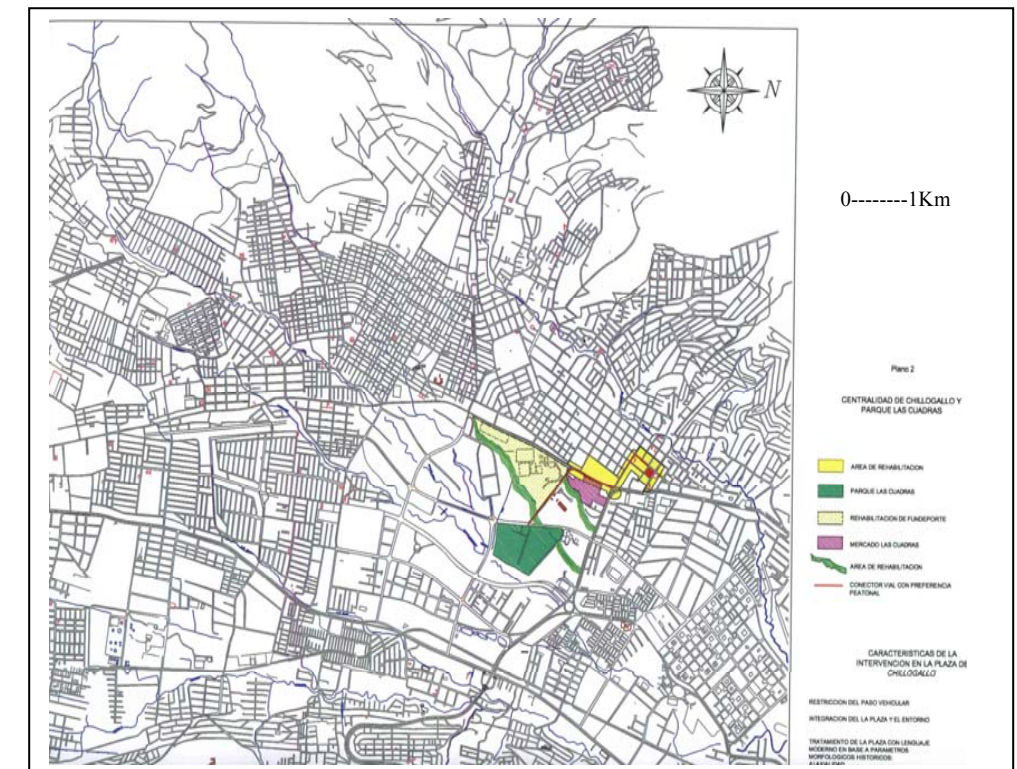 N
0--------1Km
Plano 2
CENTRALIDAD DE CHILLOGALLO Y
PARQUE LAS CUADRAS
AREA DE REHABILITACION
PARQUE LAS CUADRAS
REHABILITACION DE FUNDEPORTE
MERCADO LAS CUADRAS
AREA DE REHABILITACION
CONECTOR VIAL CON PREFERENCIA
PEATONAL
CARACTERISTICAS DE LA
INTERVENCION EN LA PLAZA DE
CHILLOGALLO
RESTRICCION DEL PASO VEHICULAR
INTEGRACION DEL LA PLAZA Y EL ENTORNO
TRATAMIENTO DE LA PLAZA CON LENGUAJE
MODERNO EN BASE A PARAMETROS
MORFOLOGICOS HISTORICOS: